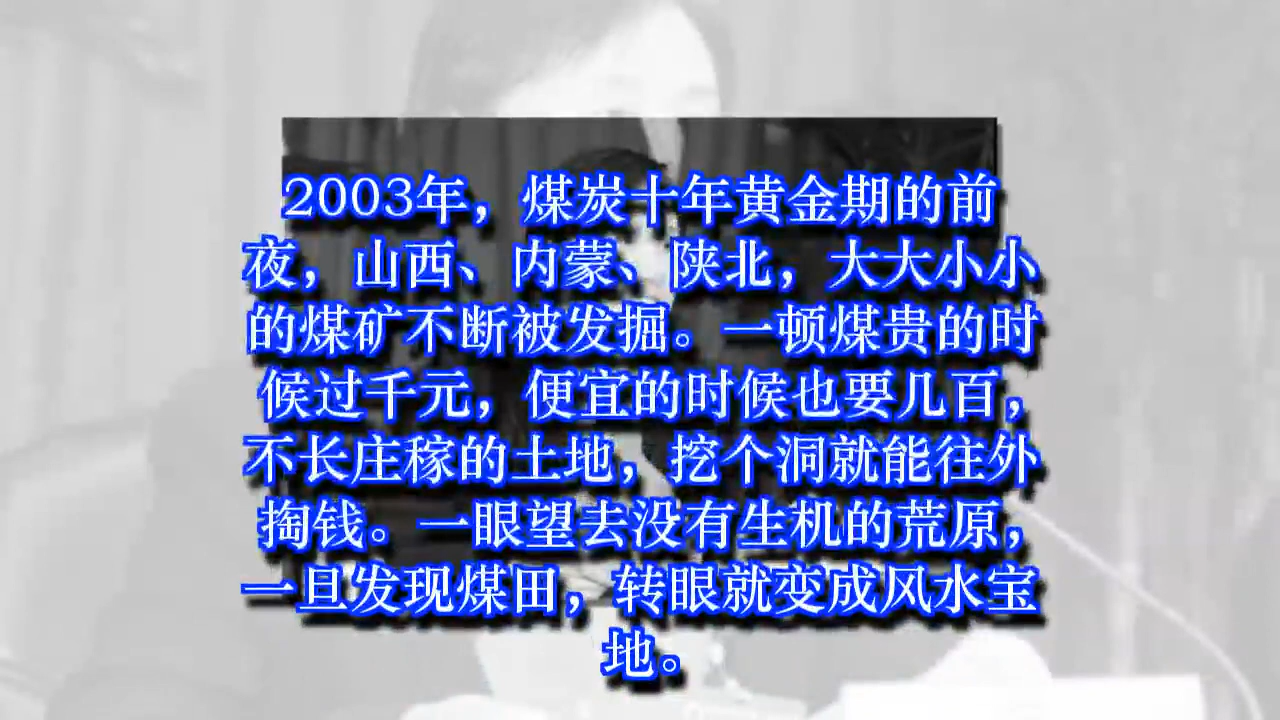 2003年，煤炭十年黄金期的前
夜，山西、内蒙、陕北，大大小小
的煤矿不断被发掘。一顿煤贵的时
候过千元，便宜的时候也要几百，
不长庄稼的土地，挖个洞就能往外
掏钱。一眼望去没有生机的荒原，
一旦发现煤田，转眼就变成风水宝
地。